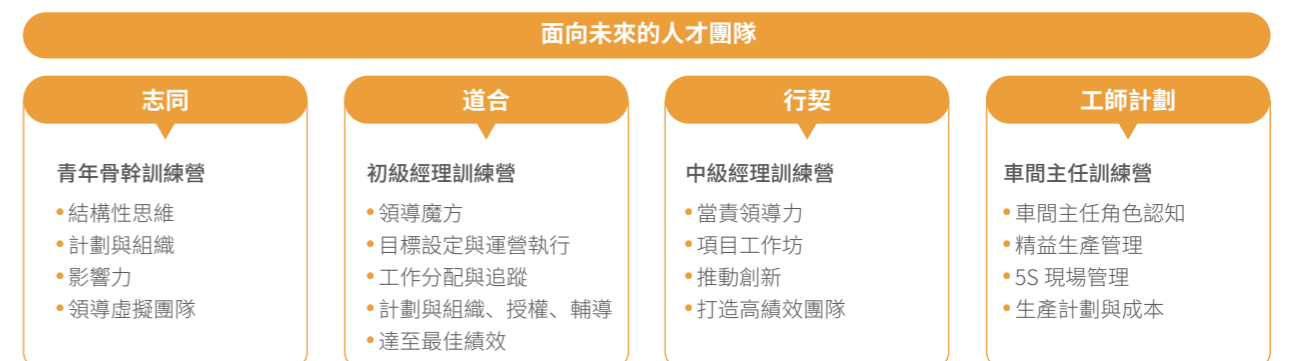 面向未來的人才團隊
志同
青年骨幹訓練營
•結構性思維
•計劃與組織
•影響力
•領導虛擬團隊
道合
初級經理訓練營
•領導魔方
•目標設定與運營執行
•工作分配與追蹤
•計劃與組織、授權、輔導
•達至最佳績效
行契
中級經理訓練營
•當責領導力
•項目工作坊
•推動創新
•打造高績效團隊
工師計劃
車間主任訓練營
•車間主任角色認知
•精益生產管理
•5S 現場管理
•生產計劃與成本